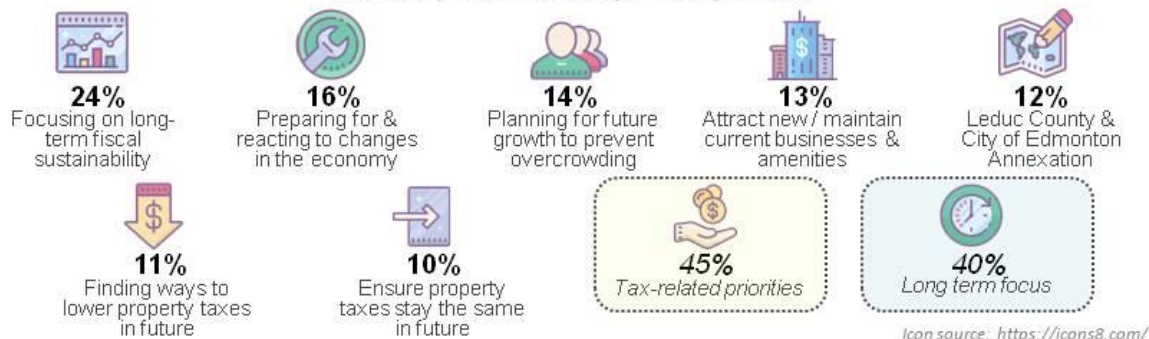 24%
Focusing on long-
term fiscal
sustainability
16%
Preparing for &
reacting to changes
in the economy
14%
Planning for future
growth to prevent
overcrowding
13%
Attract new / maintain
current businesses &
amenities
12%
Leduc County &
City of Edmonton
Annexation
11%
Finding ways to
lower property taxes
in future
10%
Ensure property
taxes stay the same
in future
45%
Tax-related priorities
40%
Long term focus
Icon source: https://icons8.com/